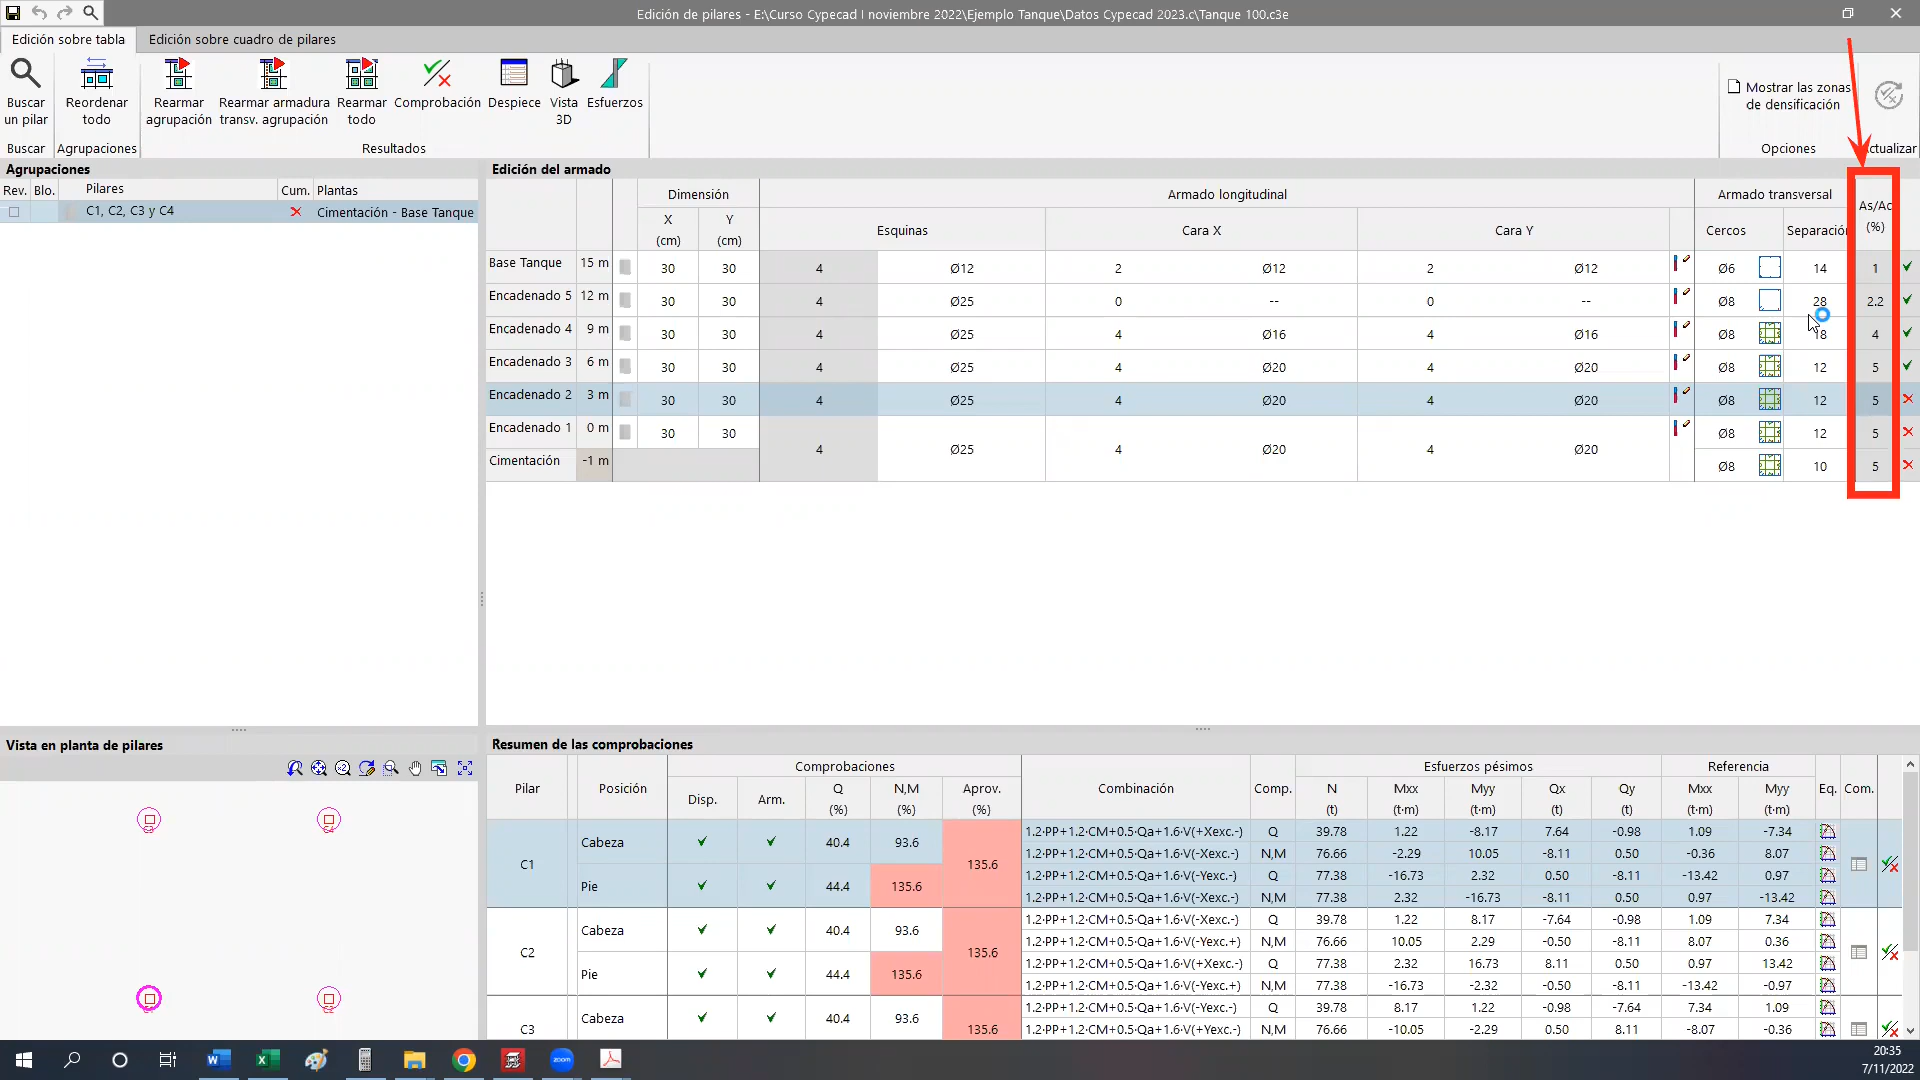 Edición de pilares - E:\Curso Cypecad I noviembre 2022\Ejemplo Tanque\Datos Cypecad 2023.c\Tanque 100.c3e
Edición sobre tabla Edición sobre cuadro de pilares
Buscar un pilar
Reordenar todo
Rearmar agrupación
Rearmar armadura transv. agrupación
Rearmar todo
Comprobación
Despiece
Vista 3D
Esfuerzos
Mostrar las zonas de densificación
Buscar Agrupaciones Resultados Opciones ctualizar
Agrupaciones
Rev. Blo. Pilares Cum. Plantas
C1, C2, C3 y C4 Cimentación - Base Tanque
Edición del armado
Dimensión Armado longitudinal Armado transversal As/Ac (%)
X (cm) Y (cm) Esquinas Cara X Cara Y Cercos Separación
Base Tanque 15 m 30 30 4 Ø12 2 Ø12 2 Ø12 Ø6 14 1
Encadenado 5 12 m 30 30 4 Ø25 0 -- 0 -- Ø8 28 2.2
Encadenado 4 9 m 30 30 4 Ø25 4 Ø16 4 Ø16 Ø8 18 4
Encadenado 3 6 m 30 30 4 Ø25 4 Ø20 4 Ø20 Ø8 12 5
Encadenado 2 3 m 30 30 4 Ø25 4 Ø20 4 Ø20 Ø8 12 5
Encadenado 1 0 m 30 30 4 Ø25 4 Ø20 4 Ø20 Ø8 12 5
Cimentación -1 m Ø8 10 5
Vista en planta de pilares
Resumen de las comprobaciones
Pilar Posición Comprobaciones Combinación Comp. Esfuerzos pésimos Referencia Eq. Com.
Disp. Arm. Q (%) N,M (%) Aprov. (%) N (t) Mxx (t·m) Myy (t·m) Qx (t) Qy (t) Mxx (t·m) Myy (t·m)
C1 Cabeza 40.4 93.6 135.6
1.2·PP+1.2·CM+0.5·Qa+1.6·V(+Xexc.-) Q 39.78 1.22 -8.17 7.64 -0.98 1.09 -7.34
1.2·PP+1.2·CM+0.5·Qa+1.6·V(-Xexc.-) N,M 76.66 -2.29 10.05 -8.11 0.50 -0.36 8.07
Pie 44.4 135.6
1.2·PP+1.2·CM+0.5·Qa+1.6·V(-Yexc.-) Q 77.38 -16.73 2.32 0.50 -8.11 -13.42 0.97
1.2·PP+1.2·CM+0.5·Qa+1.6·V(-Xexc.-) N,M 77.38 2.32 -16.73 -8.11 0.50 0.97 -13.42
C2 Cabeza 40.4 93.6 135.6
1.2·PP+1.2·CM+0.5·Qa+1.6·V(-Xexc.-) Q 39.78 1.22 8.17 -7.64 -0.98 1.09 7.34
1.2·PP+1.2·CM+0.5·Qa+1.6·V(-Yexc.+) N,M 76.66 10.05 2.29 -0.50 -8.11 8.07 0.36
Pie 44.4 135.6
1.2·PP+1.2·CM+0.5·Qa+1.6·V(+Xexc.-) Q 77.38 2.32 16.73 8.11 0.50 0.97 13.42
1.2·PP+1.2·CM+0.5·Qa+1.6·V(-Yexc.+) N,M 77.38 -16.73 -2.32 -0.50 -8.11 -13.42 -0.97
C3 Cabeza 40.4 93.6 135.6
1.2·PP+1.2·CM+0.5·Qa+1.6·V(-Yexc.-) Q 39.78 8.17 1.22 -0.98 -7.64 7.34 1.09
1.2·PP+1.2·CM+0.5·Qa+1.6·V(+Yexc.-) N,M 76.66 -10.05 -2.29 0.50 8.11 -8.07 -0.36
zoom
20:35
7/11/2022